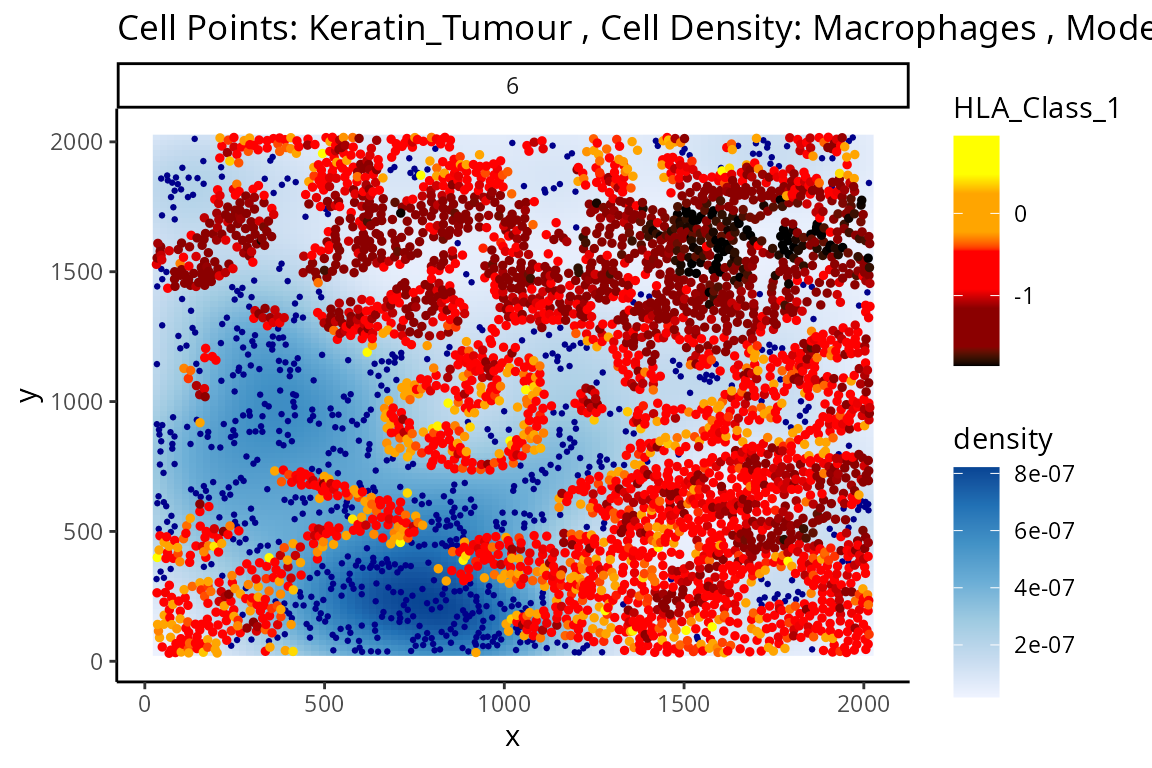 Cell Points: Keratin_Tumour , Cell Density: Macrophages , Mode
6
HLA_Class_1
0
-1
density
8e-07
6e-07
4e-07
2e-07
y
2000
1500
1000
500
0
0 500 1000 1500 2000
x